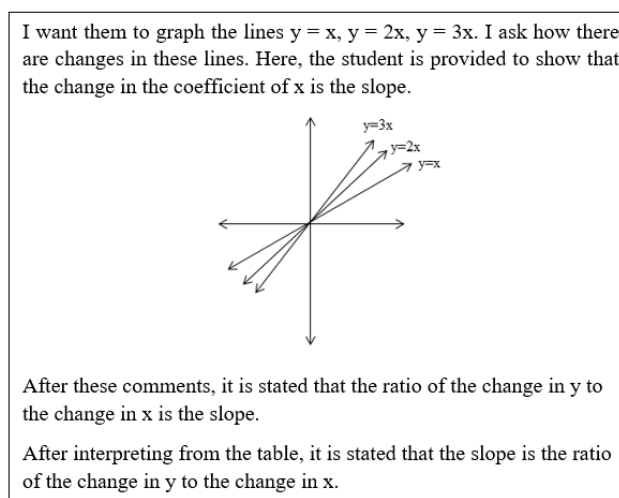 I want them to graph the lines y = x, y = 2x, y = 3x. I ask how there
are changes in these lines. Here, the student is provided to show that
the change in the coefficient of x is the slope.
y=3x
y=2x
y=x
After these comments, it is stated that the ratio of the change in y to
the change in x is the slope.
After interpreting from the table, it is stated that the slope is the ratio
of the change in y to the change in x.